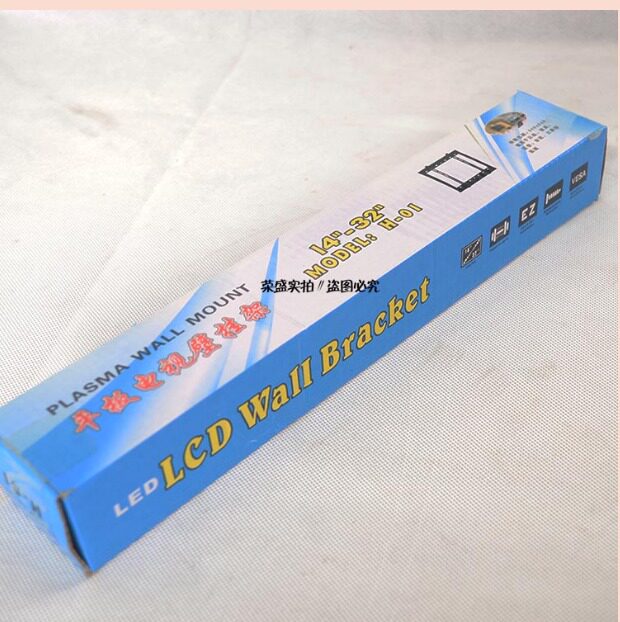 14"-32"
MODEL: H-01
荣盛实拍//盗图必究
PLASMA WALL MOUNT
平板电视壁挂架
LED LCD Wall Bracket
EZ
VESA